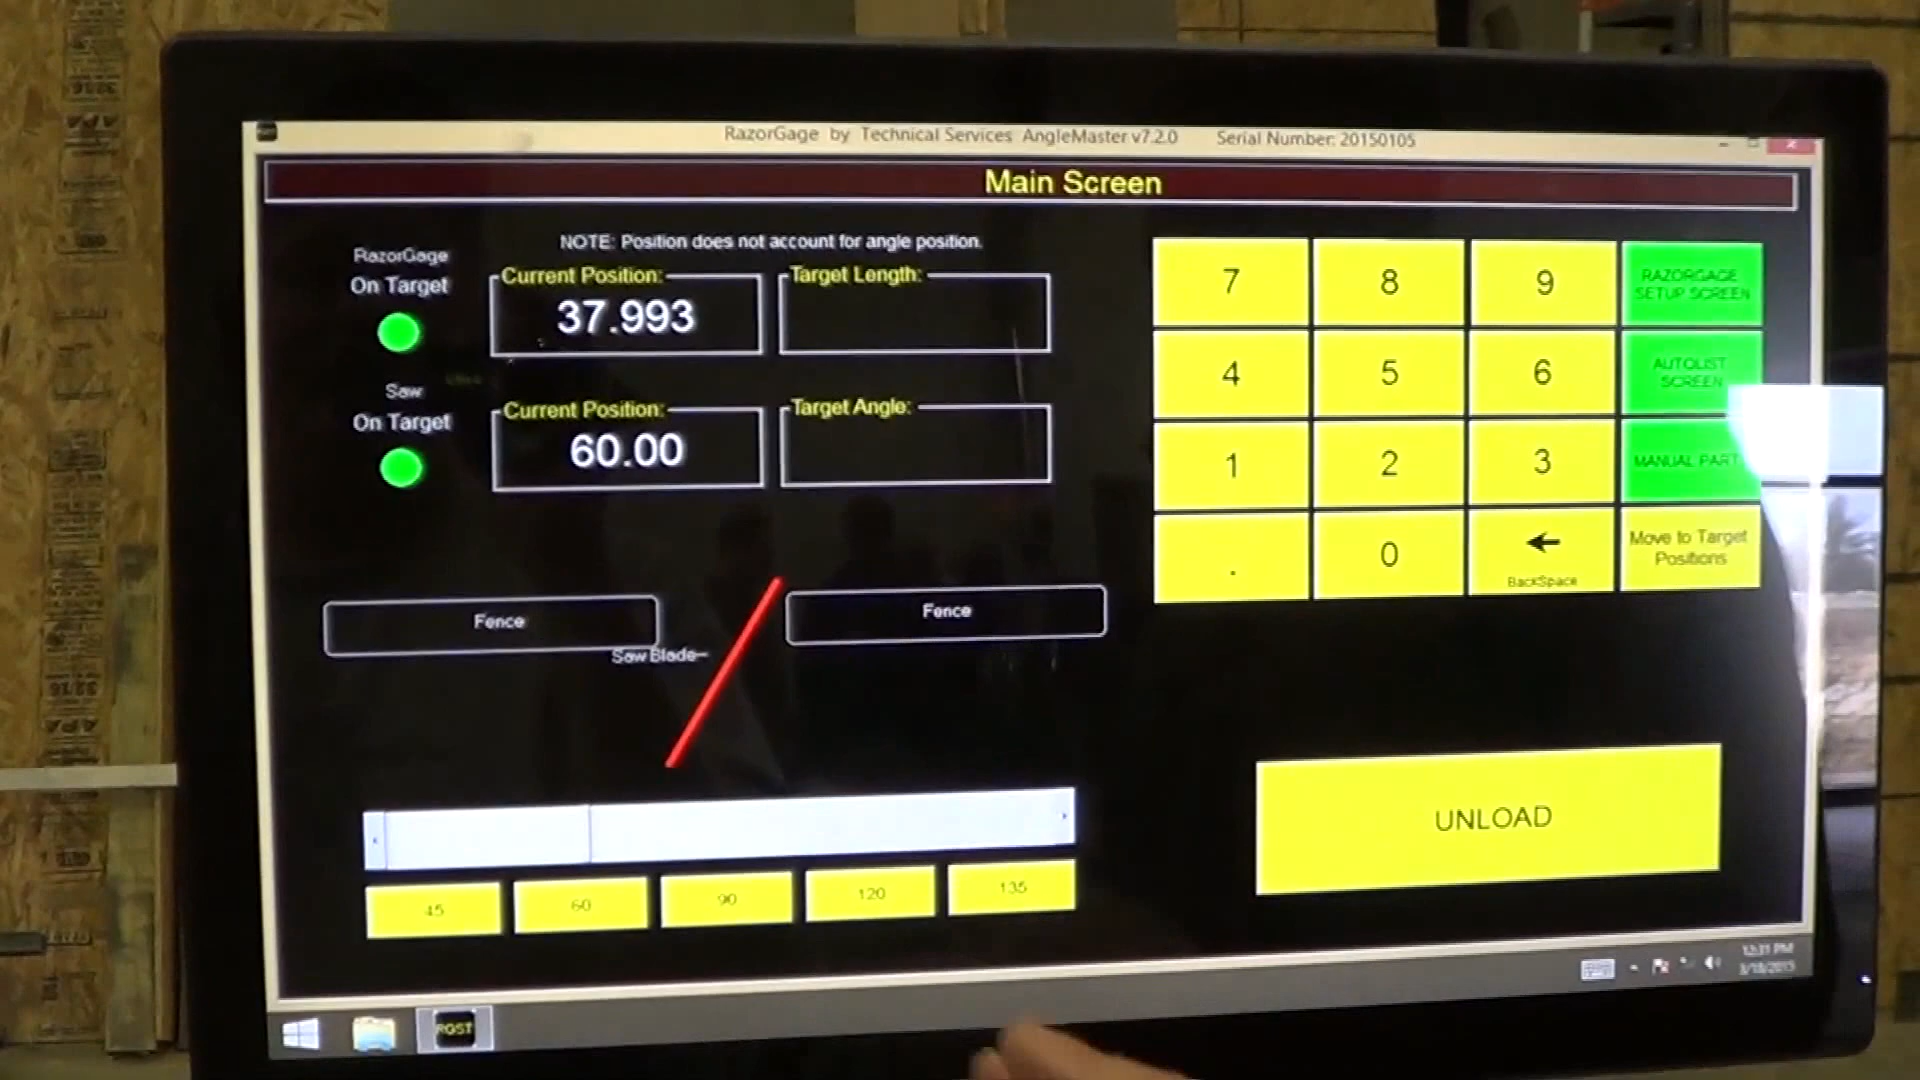 RazorGage by Technical Services AngleMaster v7.2.0 Serial Number: 20150105
Main Screen
NOTE: Position does not account for angle position.
RazorGage
On Target
Current Position:
37.993
Target Length:
Saw
On Target
Current Position:
60.00
Target Angle:
7 8 9
RAZORGAGE
SETUP SCREEN
4 5 6
AUTOLIST
SCREEN
1 2 3
MANUAL PART
. 0
BackSpace
Move to Target
Positions
Fence
Fence
Saw Blade
UNLOAD
45 60 90 120 135
RGST